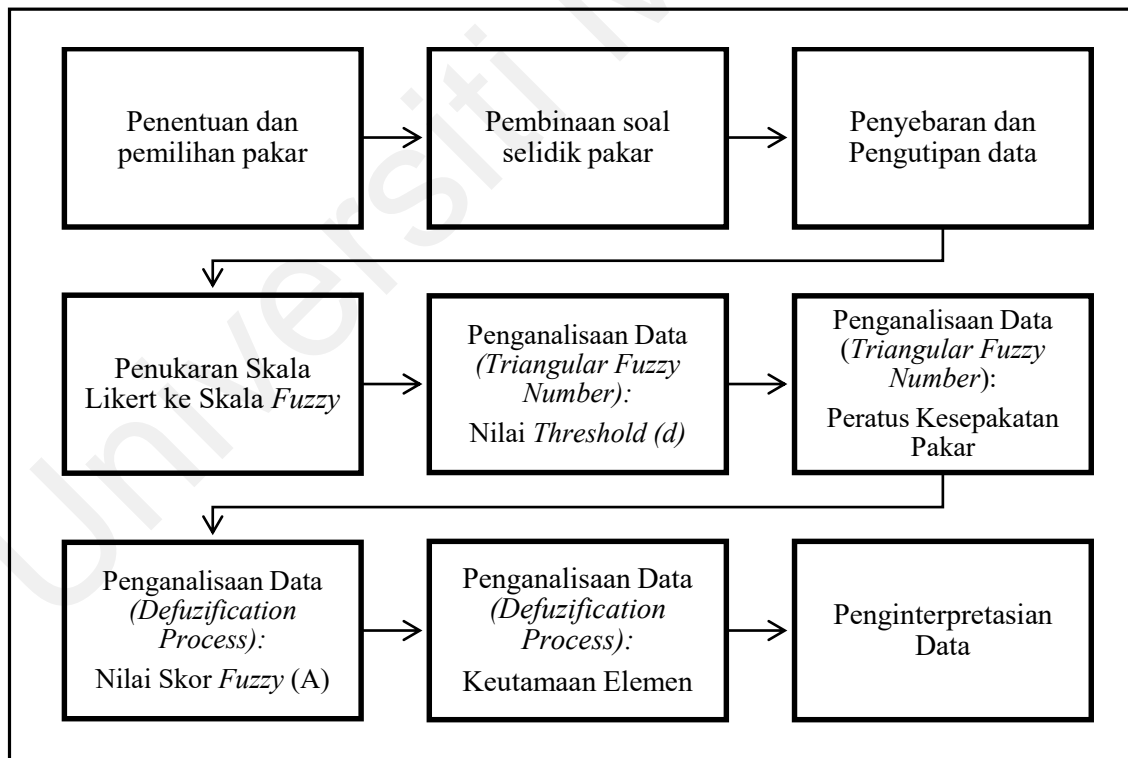 Penentuan dan
pemilihan pakar
Pembinaan soal
selidik pakar
Penyebaran dan
Pengutipan data
Penukaran Skala
Likert ke Skala Fuzzy
Penganalisaan Data
(Triangular Fuzzy
Number):
Nilai Threshold (d)
Penganalisaan Data
(Triangular Fuzzy
Number):
Peratus Kesepakatan
Pakar
Penganalisaan Data
(Defuzification
Process):
Nilai Skor Fuzzy (A)
Penganalisaan Data
(Defuzification
Process):
Keutamaan Elemen
Penginterpretasian
Data
Universiti